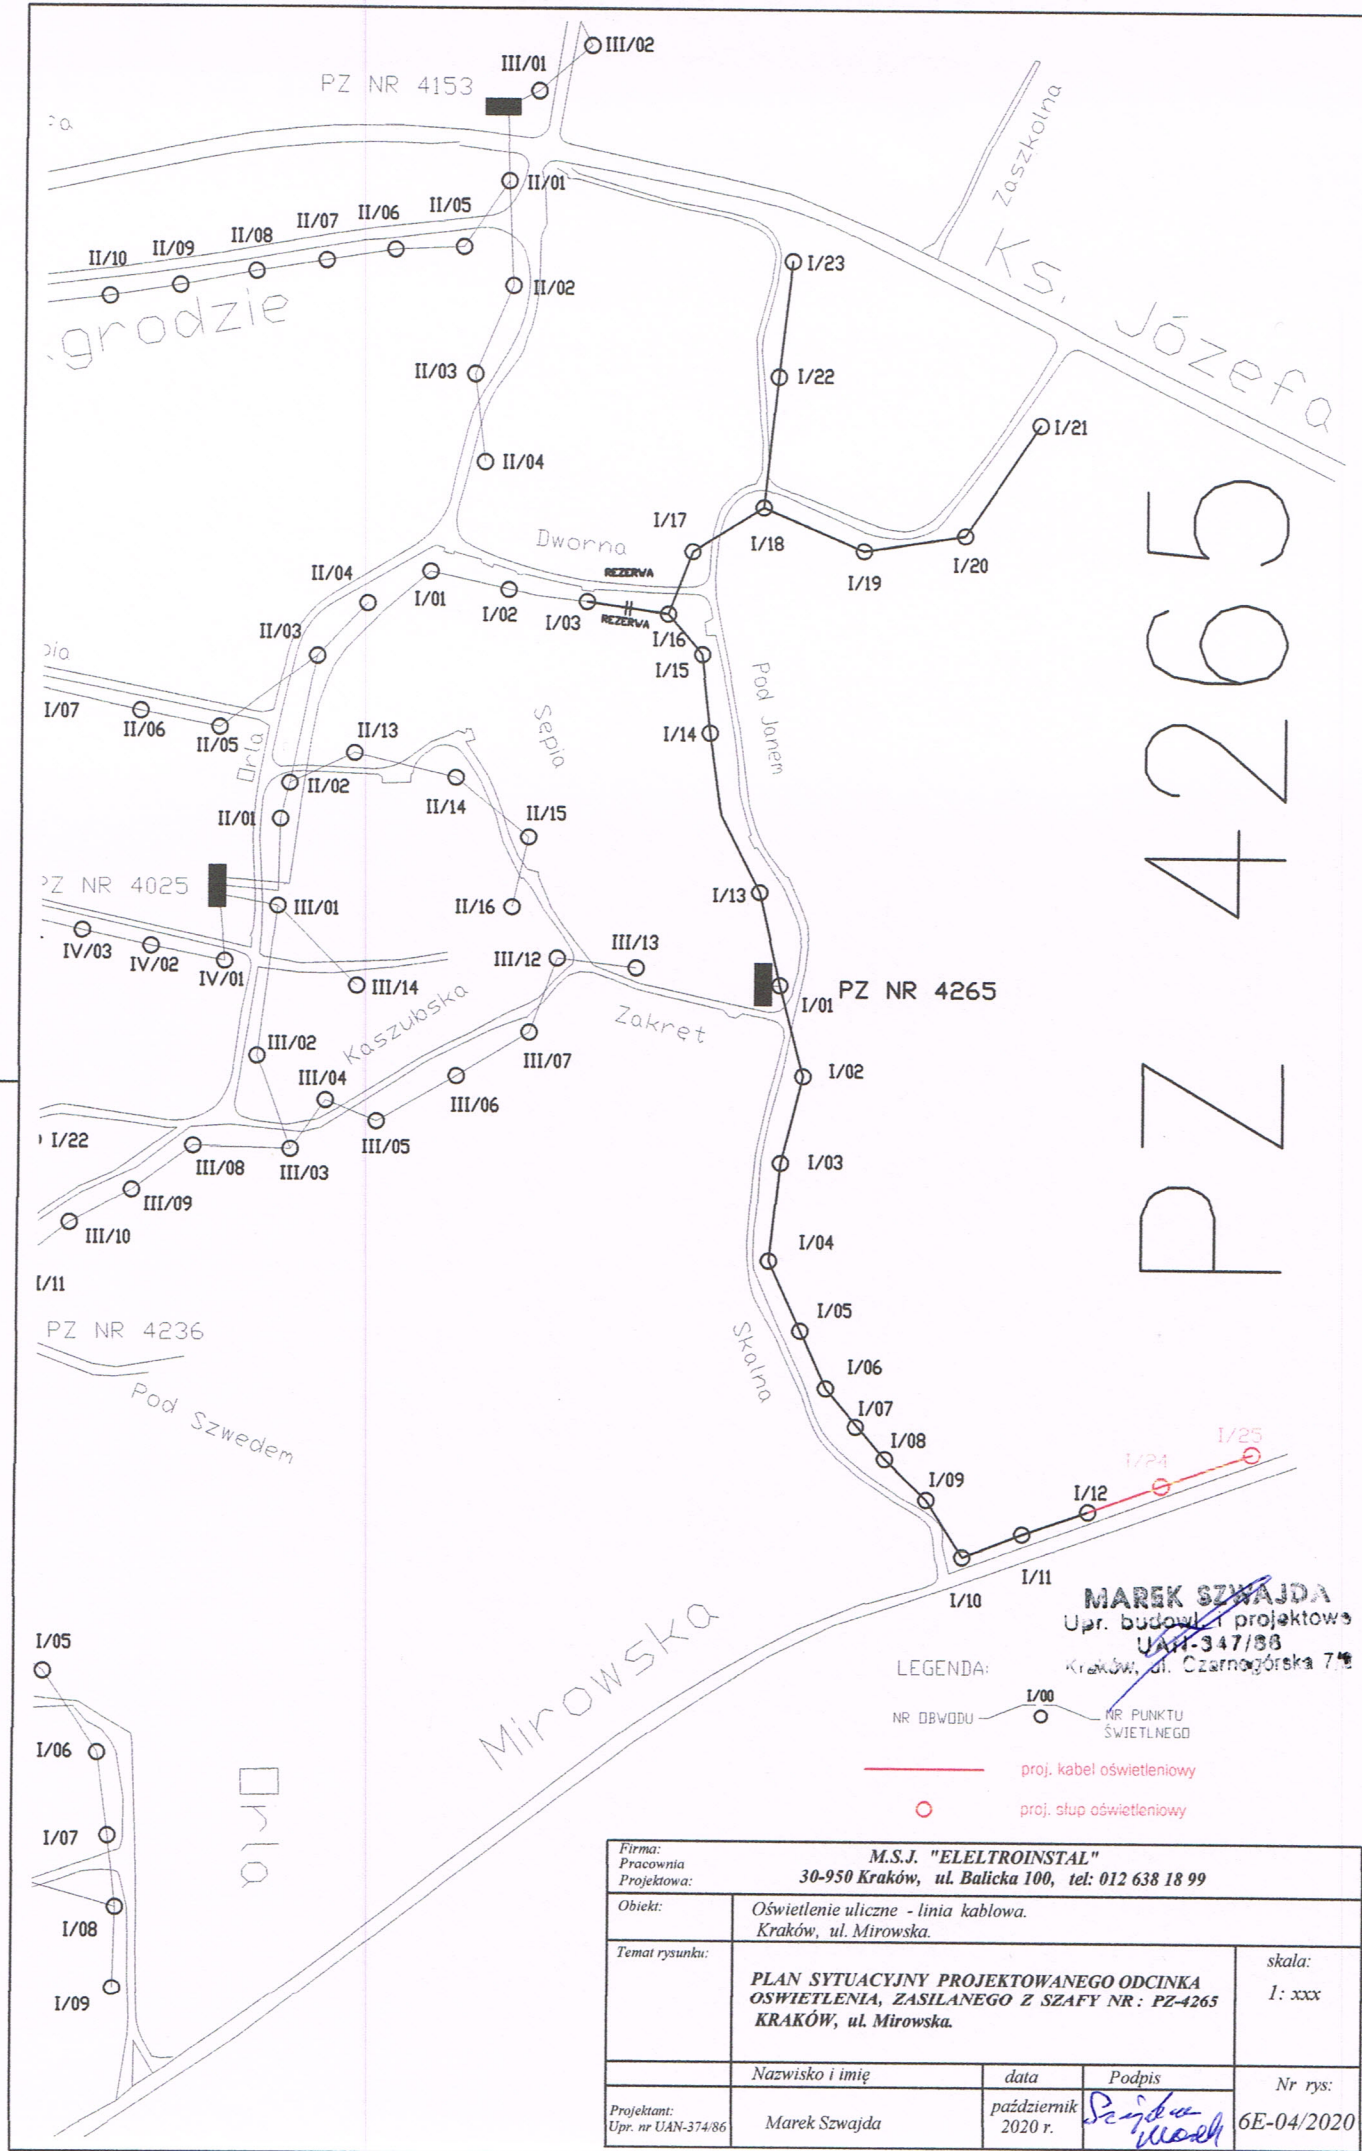 III/02
III/01
PZ NR 4153
II/01
II/05
II/06
II/07
II/08
II/09
II/10
Zaszkolna
Ks. Józefa
I/23
II/02
grodzie
II/03
I/22
I/21
II/04
I/17
I/18
Dworna
REZERWA
I/19
I/20
II/04
I/01
I/02
I/03
REZERWA
I/16
II/03
I/15
I/07
II/06
II/05
Orla
II/13
Sepia
I/14
Pod Janem
PZ 4265
II/02
II/14
II/01
II/15
PZ NR 4025
III/01
II/16
I/13
IV/03
IV/02
IV/01
III/14
III/12
III/13
I/01
PZ NR 4265
Kaszubska
Zakręt
III/02
III/07
I/02
III/04
III/06
I/22
III/05
III/08
III/03
I/03
III/09
III/10
I/04
I/11
PZ NR 4236
I/05
Skalna
Pod Szwedem
I/06
I/07
I/08
I/25
I/24
I/09
I/12
I/11
I/10
MAREK SZWAJDA
Upr. budowl. i projektowe
UAN-347/86
Kraków, ul. Czarnogórska
I/05
Mirowska
LEGENDA:
I/00
NR OBWODU
NR PUNKTU
ŚWIETLNEGO
I/06
proj. kabel oświetleniowy
Orla
proj. słup oświetleniowy
I/07
I/08
I/09
Firma:
Pracownia
Projektowa:
M.S.J. "ELELTROINSTAL"
30-950 Kraków, ul. Balicka 100, tel: 012 638 18 99
Obiekt:
Oświetlenie uliczne - linia kablowa.
Kraków, ul. Mirowska.
Temat rysunku:
PLAN SYTUACYJNY PROJEKTOWANEGO ODCINKA
OSWIETLENIA, ZASILANEGO Z SZAFY NR: PZ-4265
KRAKÓW, ul. Mirowska.
skala:
1: xxx
Nazwisko i imię
data
Podpis
Nr rys:
Projektant:
Upr. nr UAN-374/86
Marek Szwajda
październik
2020 r.
6E-04/2020